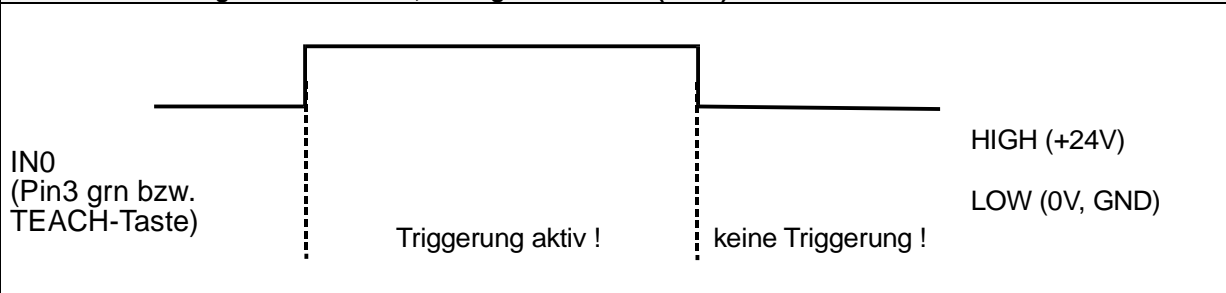 IN0
(Pin3 grn bzw.
TEACH-Taste)
HIGH (+24V)
LOW (0V, GND)
Triggerung aktiv !
keine Triggerung !